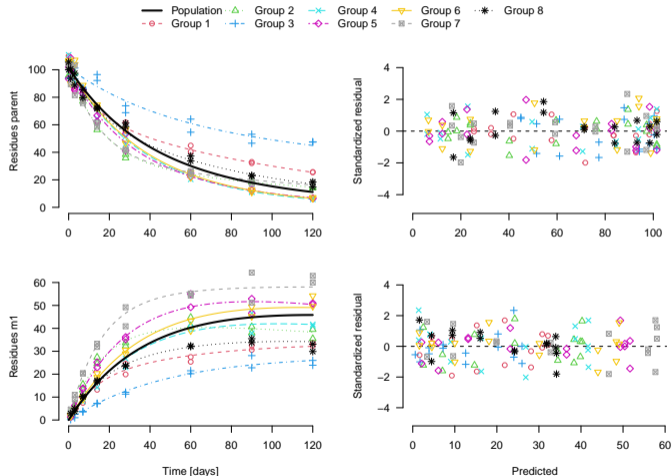 Population Group 2 Group 4 Group 6 Group 8
Group 1 Group 3 Group 5 Group 7
Residues parent
100
80
60
40
20
0
0 20 40 60 80 100 120
Standardized residual
4
2
0
−2
−4
0 20 40 60 80 100
Residues m1
60
50
40
30
20
10
0
0 20 40 60 80 100 120
Time [days]
Standardized residual
4
2
0
−2
−4
0 10 20 30 40 50 60
Predicted